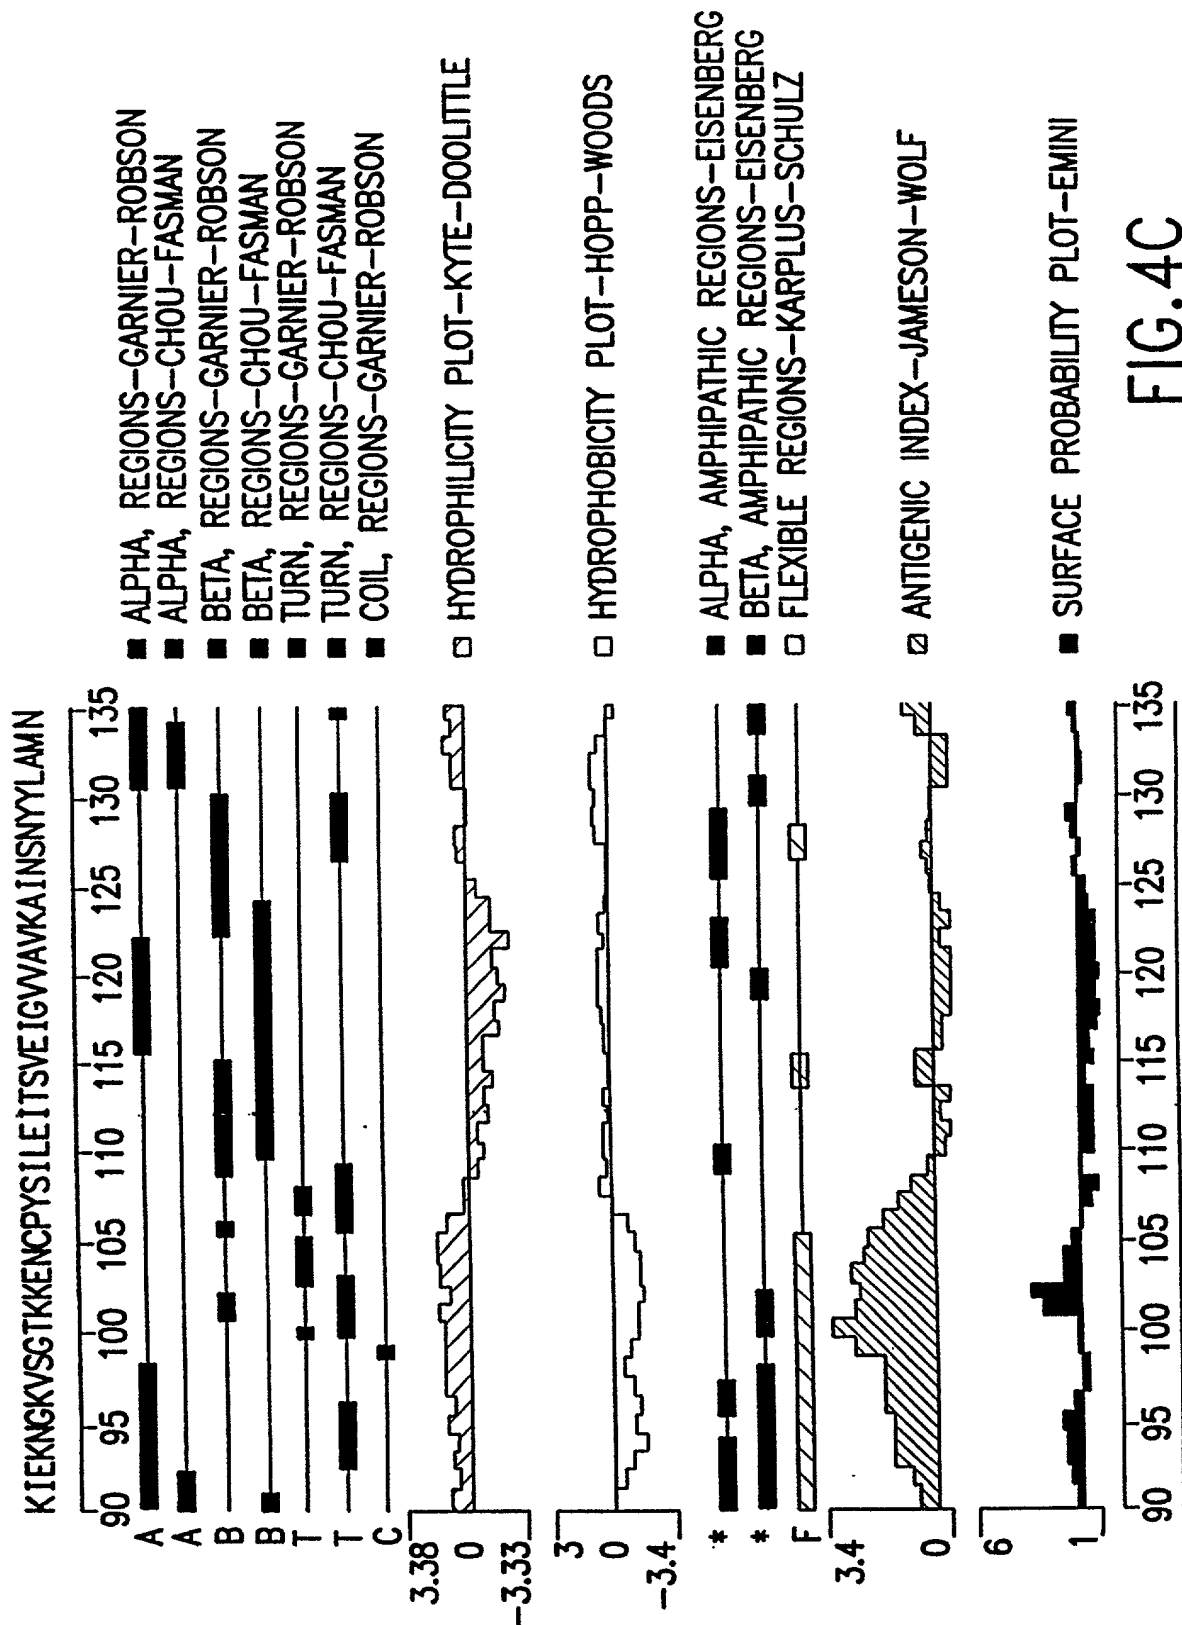 KIEKNGKVSGTKKENCPYSILEITSVEIGVVAVKAINSNYYLAMN
90 95 100 105 110 115 120 125 130 135
A ALPHA, REGIONS-GARNIER-ROBSON
A ALPHA, REGIONS-CHOU-FASMAN
B BETA, REGIONS-GARNIER-ROBSON
B BETA, REGIONS-CHOU-FASMAN
T TURN, REGIONS-GARNIER-ROBSON
T TURN, REGIONS-CHOU-FASMAN
C COIL, REGIONS-GARNIER-ROBSON
3.38
0 HYDROPHILICITY PLOT-KYTE-DOOLITTLE
-3.33
3
0 HYDROPHOBICITY PLOT-HOPP-WOODS
-3.4
* ALPHA, AMPHIPATHIC REGIONS-EISENBERG
* BETA, AMPHIPATHIC REGIONS-EISENBERG
F FLEXIBLE REGIONS-KARPLUS-SCHULZ
3.4
ANTIGENIC INDEX-JAMESON-WOLF
0
6
SURFACE PROBABILITY PLOT-EMINI
1
90 95 100 105 110 115 120 125 130 135
FIG.4C